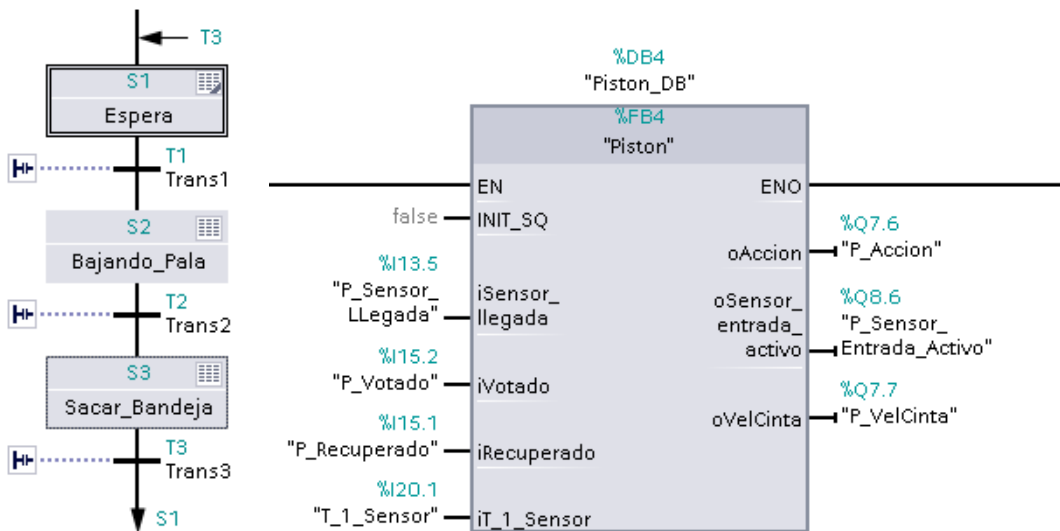 T3
S1
Espera
T1
Trans1
S2
Bajando_Pala
T2
Trans2
S3
Sacar_Bandeja
T3
Trans3
S1
%DB4
"Piston_DB"
%FB4
"Piston"
EN
ENO
false
INIT_SQ
%Q7.6
oAccion
"P_Accion"
%I13.5
"P_Sensor_
LLegada"
iSensor_
llegada
%Q8.6
oSensor_
entrada_
activo
"P_Sensor_
Entrada_Activo"
%I15.2
"P_Votado"
iVotado
%Q7.7
oVelCinta
"P_VelCinta"
%I15.1
"P_Recuperado"
iRecuperado
%I20.1
"T_1_Sensor"
iT_1_Sensor